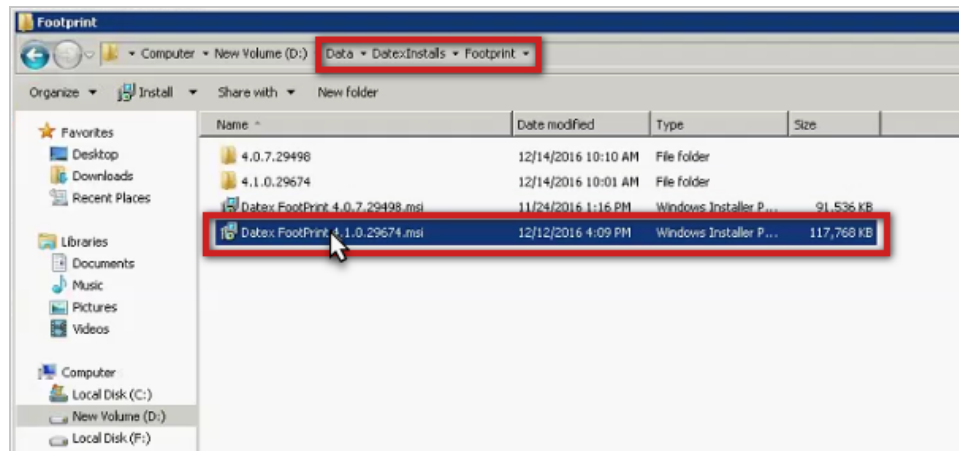 Footprint
Computer New Volume (D:) Data DatexInstalls Footprint
Organize Install Share with New folder
Name Date modified Type Size
Favorites
Desktop
Downloads
Recent Places
Libraries
Documents
Music
Pictures
Videos
Computer
Local Disk (C:)
New Volume (D:)
Local Disk (F:)
4.0.7.29498 12/14/2016 10:10 AM File folder
4.1.0.29674 12/14/2016 10:01 AM File folder
Datex FootPrint 4.0.7.29498.msi 11/24/2016 1:16 PM Windows Installer P... 91,536 KB
Datex FootPrint 4.1.0.29674.msi 12/12/2016 4:09 PM Windows Installer P... 117,768 KB